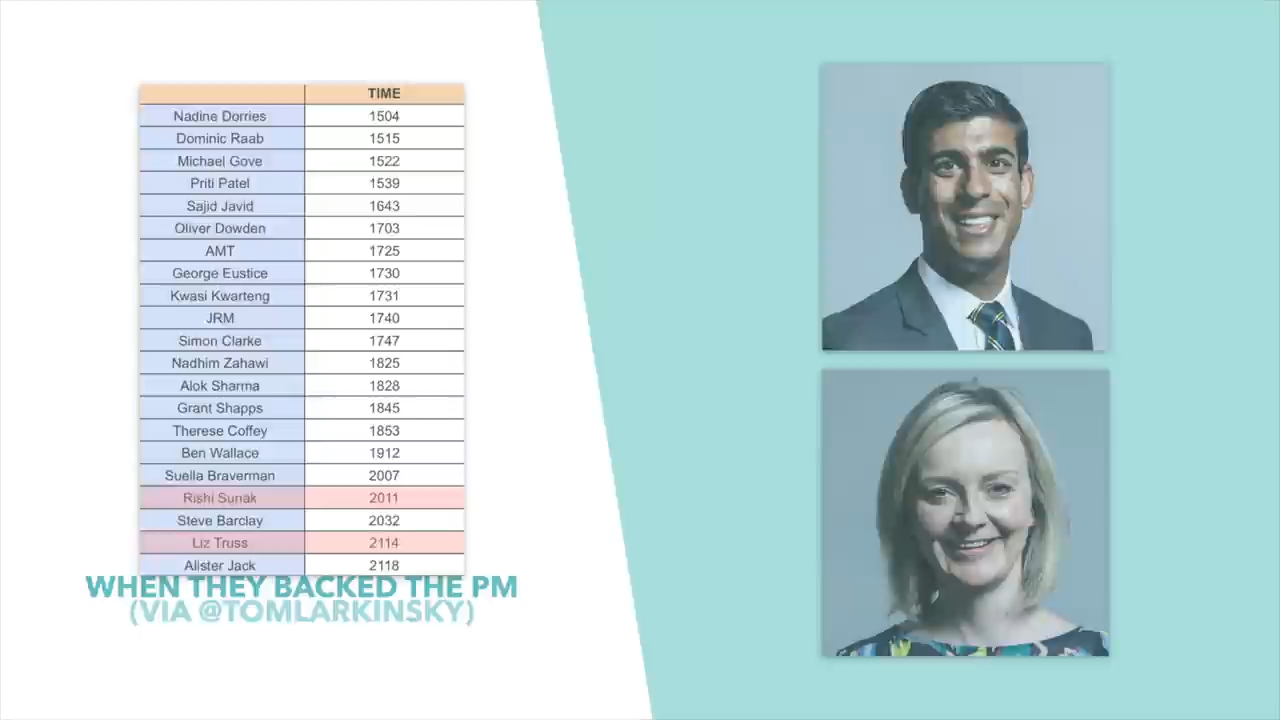 TIME
Nadine Dorries 1504
Dominic Raab 1515
Michael Gove 1522
Priti Patel 1539
Sajid Javid 1643
Oliver Dowden 1703
AMT 1725
George Eustice 1730
Kwasi Kwarteng 1731
JRM 1740
Simon Clarke 1747
Nadhim Zahawi 1825
Alok Sharma 1828
Grant Shapps 1845
Therese Coffey 1853
Ben Wallace 1912
Suella Braverman 2007
Rishi Sunak 2011
Steve Barclay 2032
Liz Truss 2114
Alister Jack 2118
WHEN THEY BACKED THE PM
(VIA @TOMLARKINSKY)